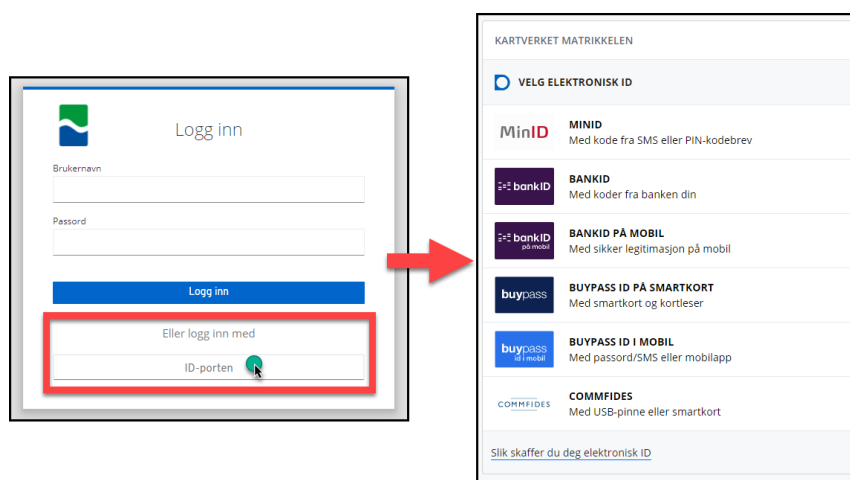 Logg inn
Brukernavn
Passord
Logg inn
Eller logg inn med
ID-porten
KARTVERKET MATRIKKELEN
VELG ELEKTRONISK ID
MinID
MINID
Med kode fra SMS eller PIN-kodebrev
bankID
BANKID
Med koder fra banken din
bankID
på mobil
BANKID PÅ MOBIL
Med sikker legitimasjon på mobil
buypass
BUYPASS ID PÅ SMARTKORT
Med smartkort og kortleser
buypass
id i mobil
BUYPASS ID I MOBIL
Med passord/SMS eller mobilapp
COMMFIDES
COMMFIDES
Med USB-pinne eller smartkort
Slik skaffer du deg elektronisk ID